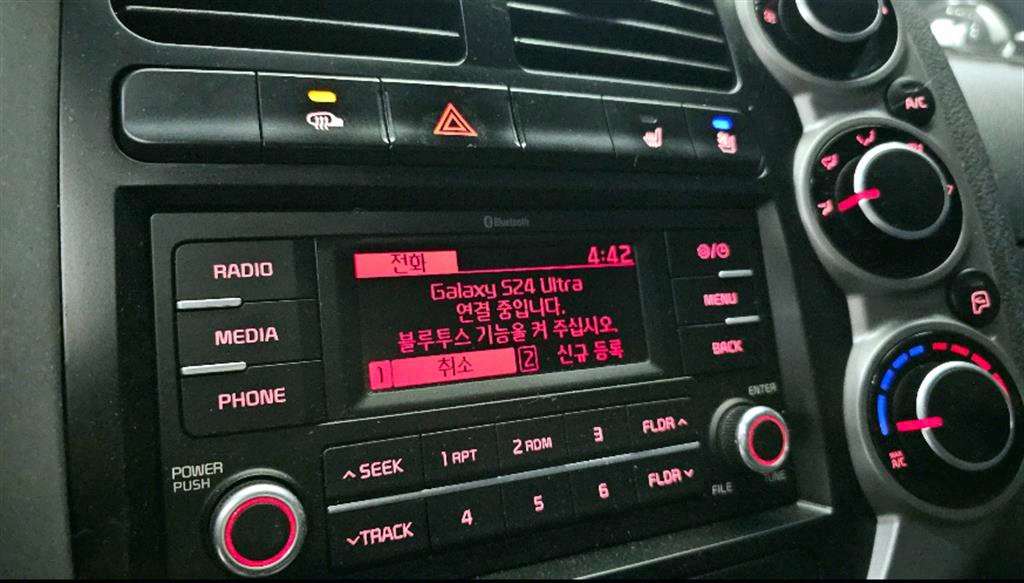 A/C
Bluetooth
RADIO
MEDIA
PHONE
전화
4:42
Galaxy S24 Ultra
연결 중입니다.
블루투스 기능을 켜 주십시오.
1 취소 2 신규 등록
MENU
BACK
ENTER
POWER
PUSH
SEEK
1 RPT
2 RDM
3
FLDR
TRACK
4
5
6
FLDR
FILE
TUNE
MAX
A/C